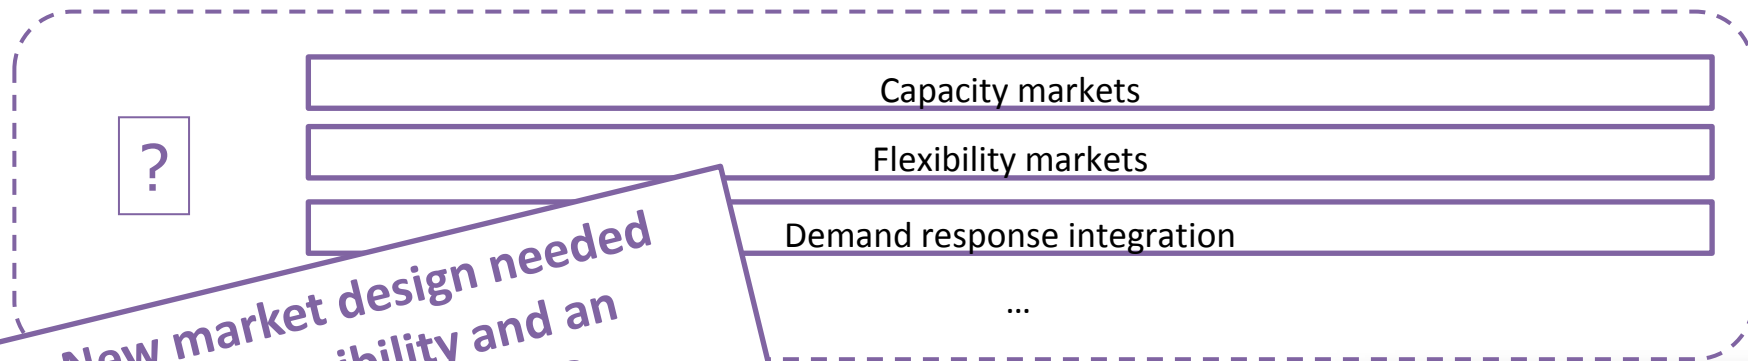 Capacity markets
?
Flexibility markets
Demand response integration
...
New market design needed
and an